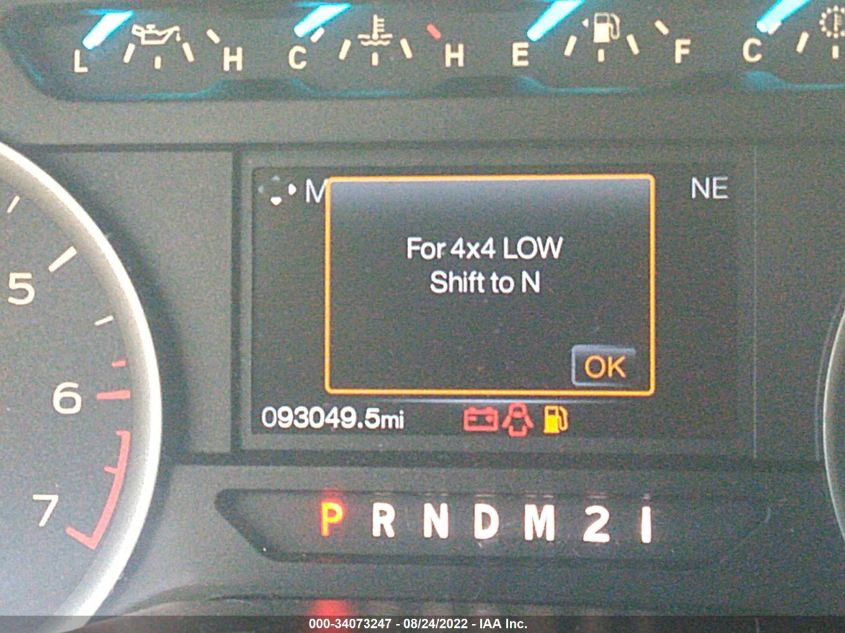 L H C H E F C
M
NE
For 4x4 LOW
Shift to N
OK
5
6
7
093049.5mi
P R N D M 2 1
000-34073247 - 08/24/2022 - IAA Inc.